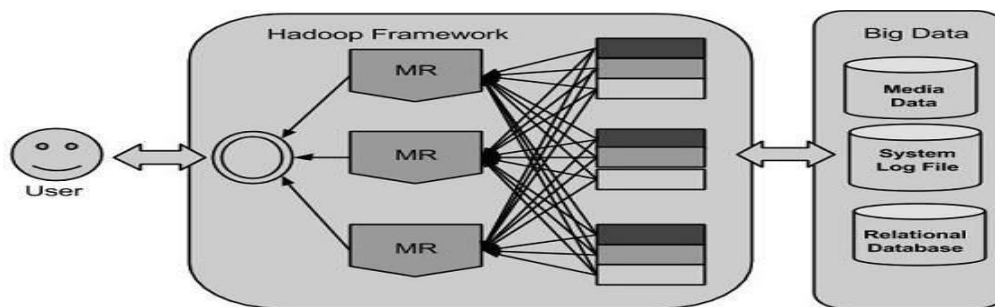 Hadoop Framework
Big Data
MR
MR
MR
User
Media
Data
System
Log File
Relational
Database